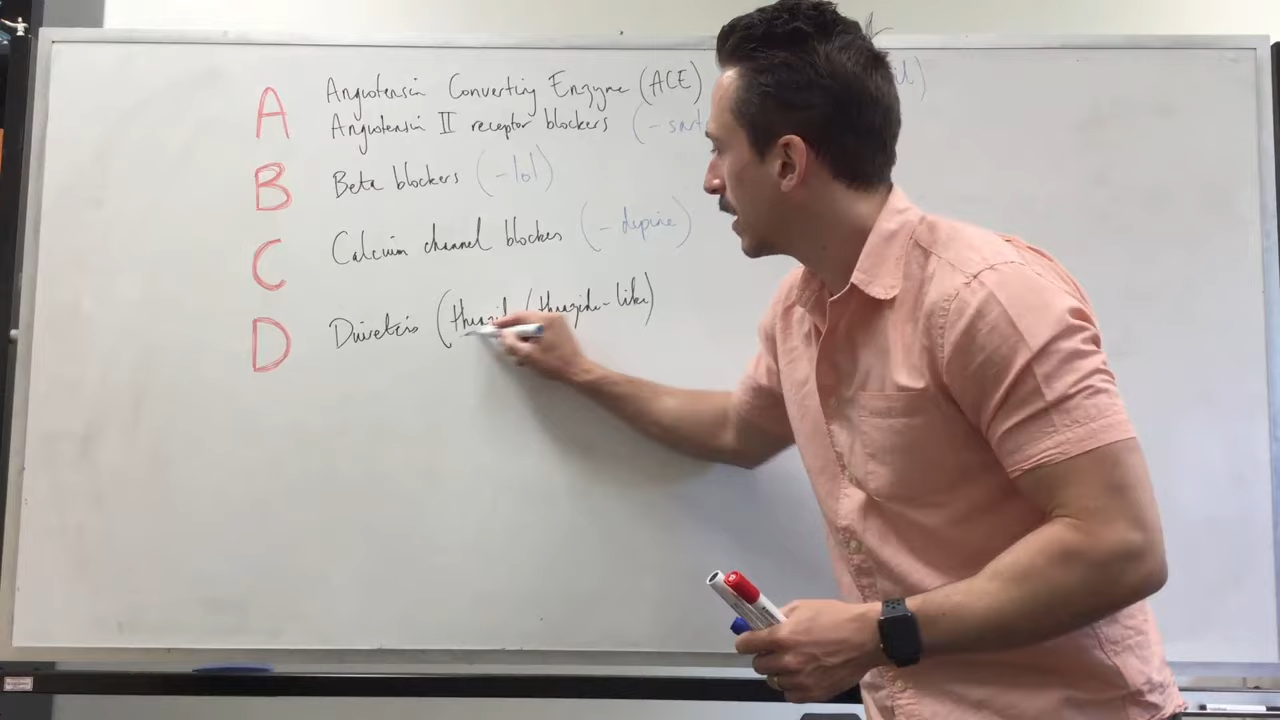 A
Angiotensin Converting Enzyme (ACE)
Angiotensin II receptor blockers (-sart
B
Beta blockers (-lol)
C
Calcium channel blockers (-dipine)
D
Diuretics (thiazide/thiazide-like)